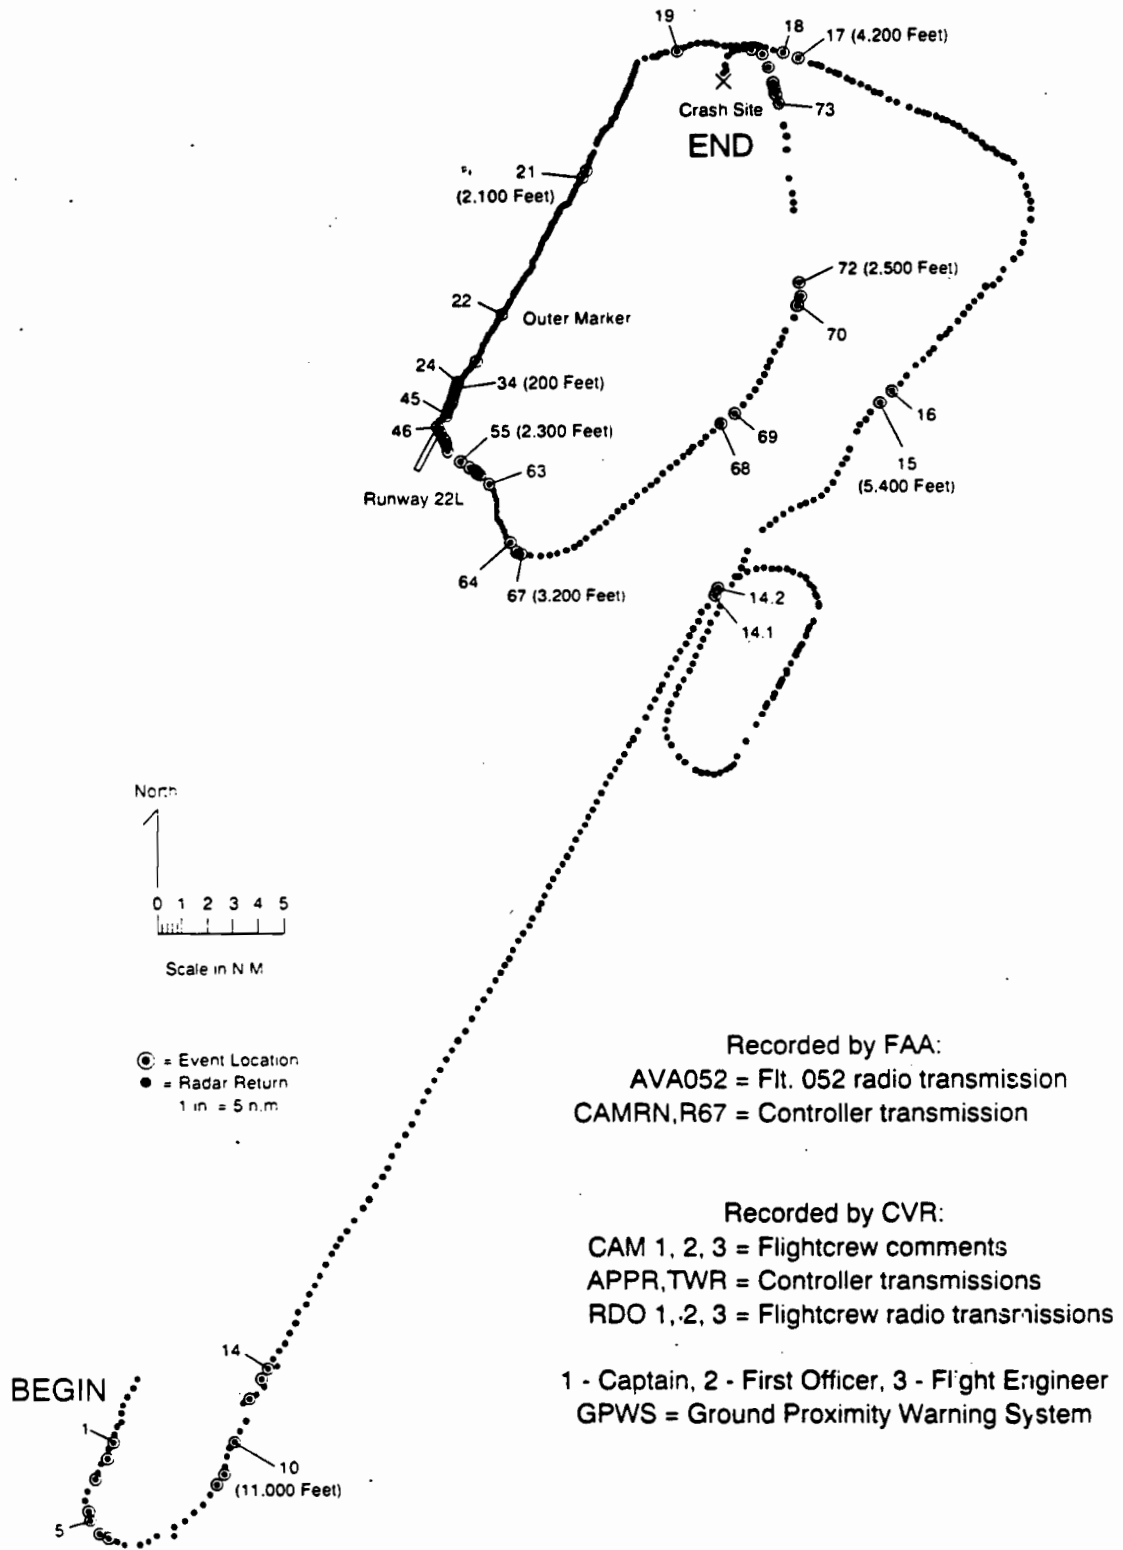 19
18
17 (4.200 Feet)
Crash Site
73
END
21
(2.100 Feet)
72 (2.500 Feet)
22
Outer Marker
70
24
34 (200 Feet)
45
16
46
55 (2.300 Feet)
69
68
15
(5.400 Feet)
63
Runway 22L
64
67 (3.200 Feet)
14.2
14.1
North
0 1 2 3 4 5
Scale in N M
= Event Location
= Radar Return
1 in = 5 n.m
Recorded by FAA:
AVA052 = Flt. 052 radio transmission
CAMRN,R67 = Controller transmission
Recorded by CVR:
CAM 1, 2, 3 = Flightcrew comments
APPR,TWR = Controller transmissions
RDO 1, 2, 3 = Flightcrew radio transmissions
1 - Captain, 2 - First Officer, 3 - Flight Engineer
GPWS = Ground Proximity Warning System
14
BEGIN
1
10
(11.000 Feet)
5